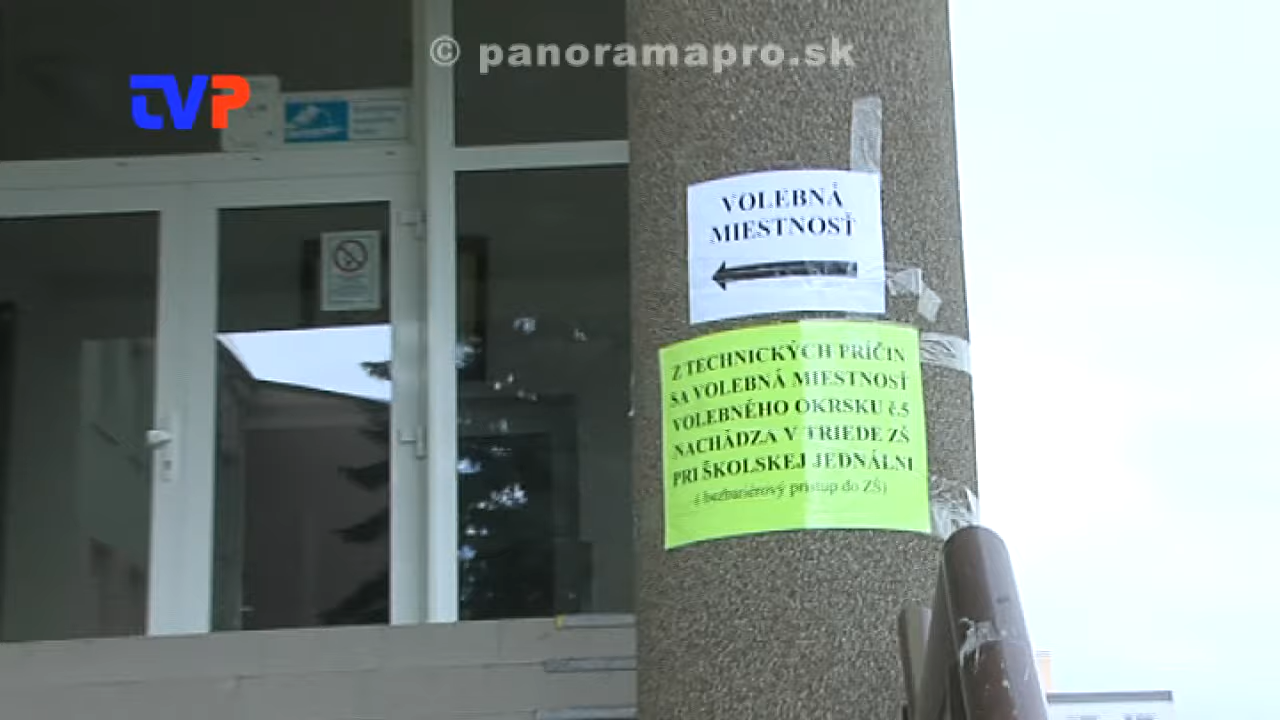 © panoramapro.sk
TVP
VOLEBNÁ
MIESTNOSŤ
Z TECHNICKÝCH PRÍČIN
SA VOLEBNÁ MIESTNOSŤ
VOLEBNÉHO OKRSKU č.5
NACHÁDZA V TRIEDE ZŠ
PRI ŠKOLSKEJ JEDNÁLNI
bezbariérový prístup do ZŠ)